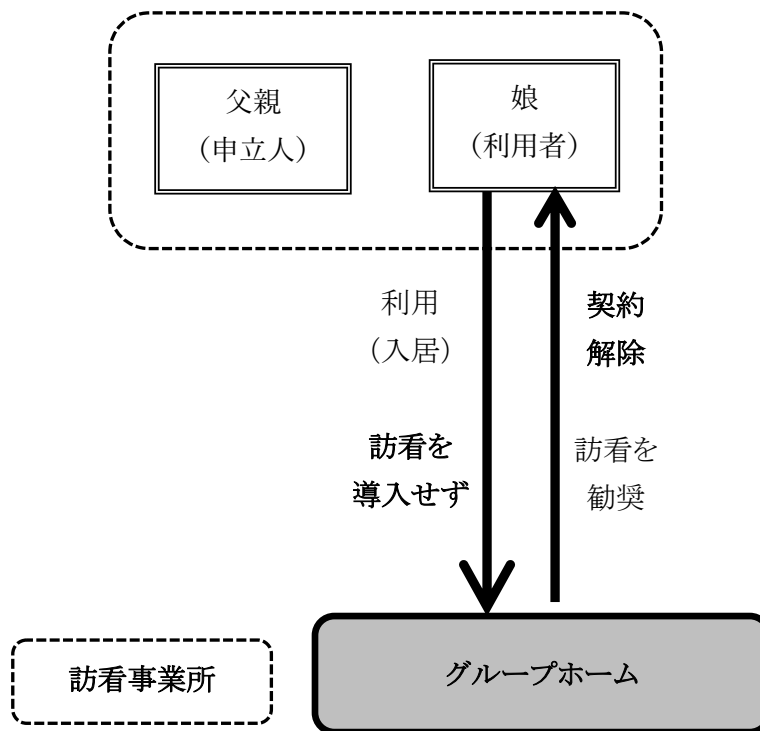 父親
（申立人）
娘
（利用者）
利用
（入居）
契約
解除
訪看を
導入せず
訪看を
勧奨
訪看事業所
グループホーム